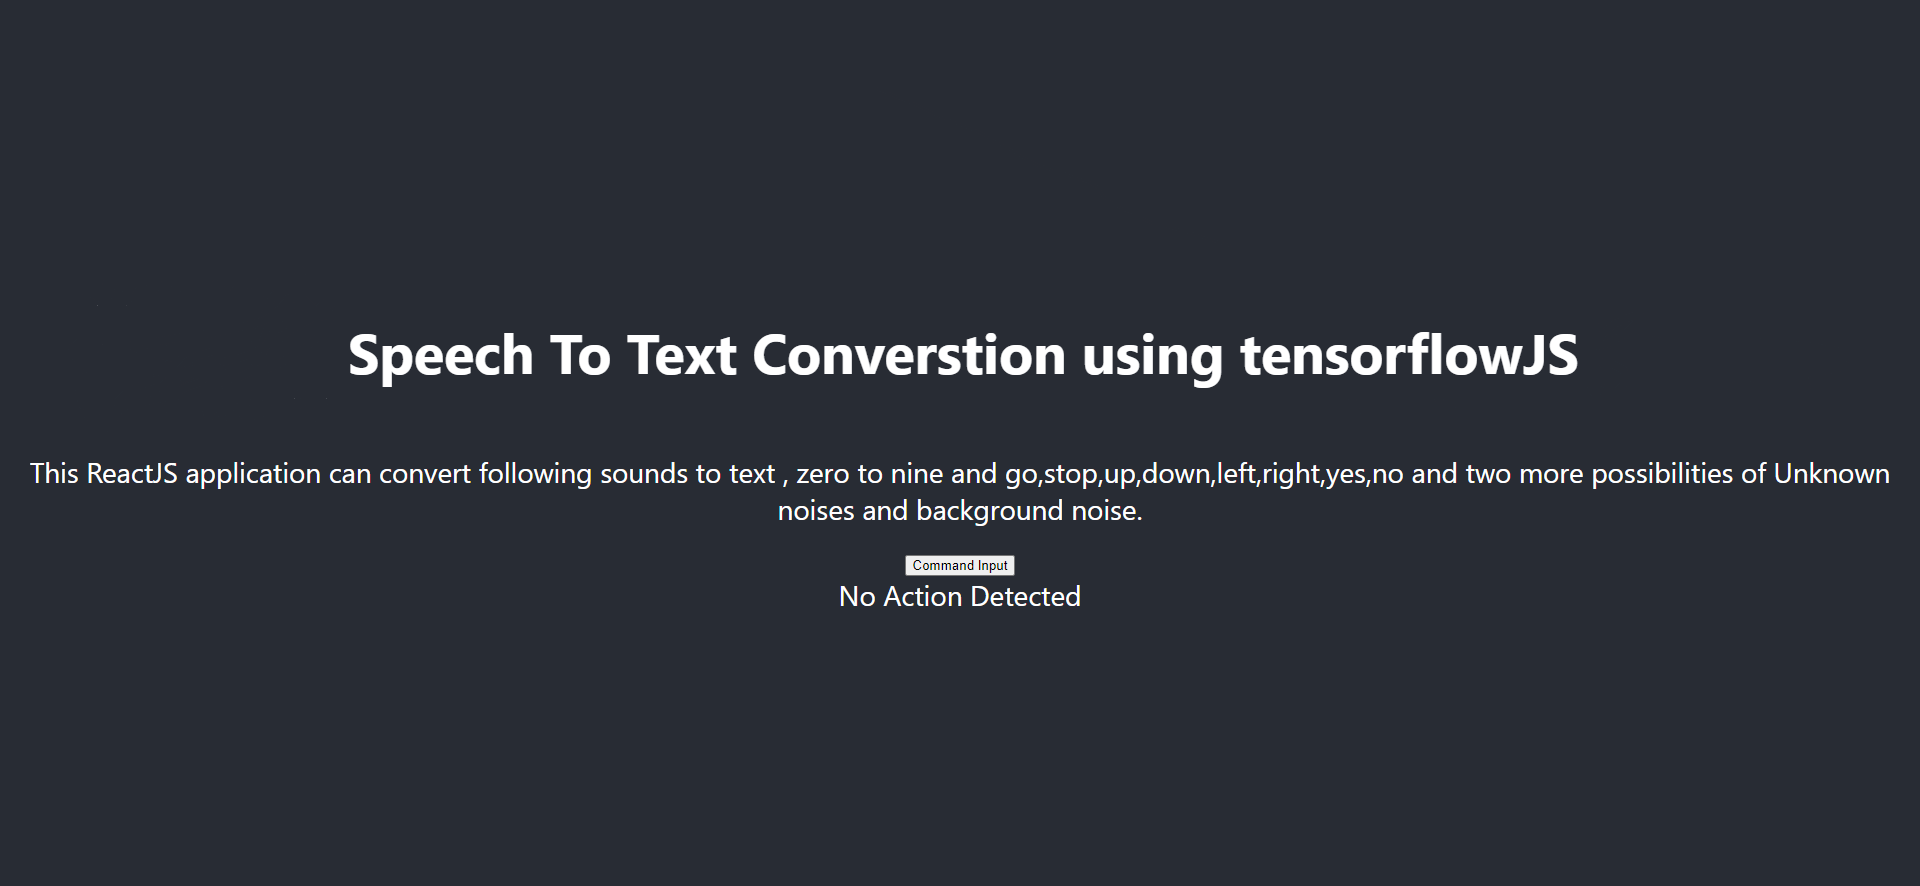 Speech To Text Converstion using tensorflowJS
This ReactJS application can convert following sounds to text , zero to nine and go,stop,up,down,left,right,yes,no and two more possibilities of Unknown
noises and background noise.
Command Input
No Action Detected